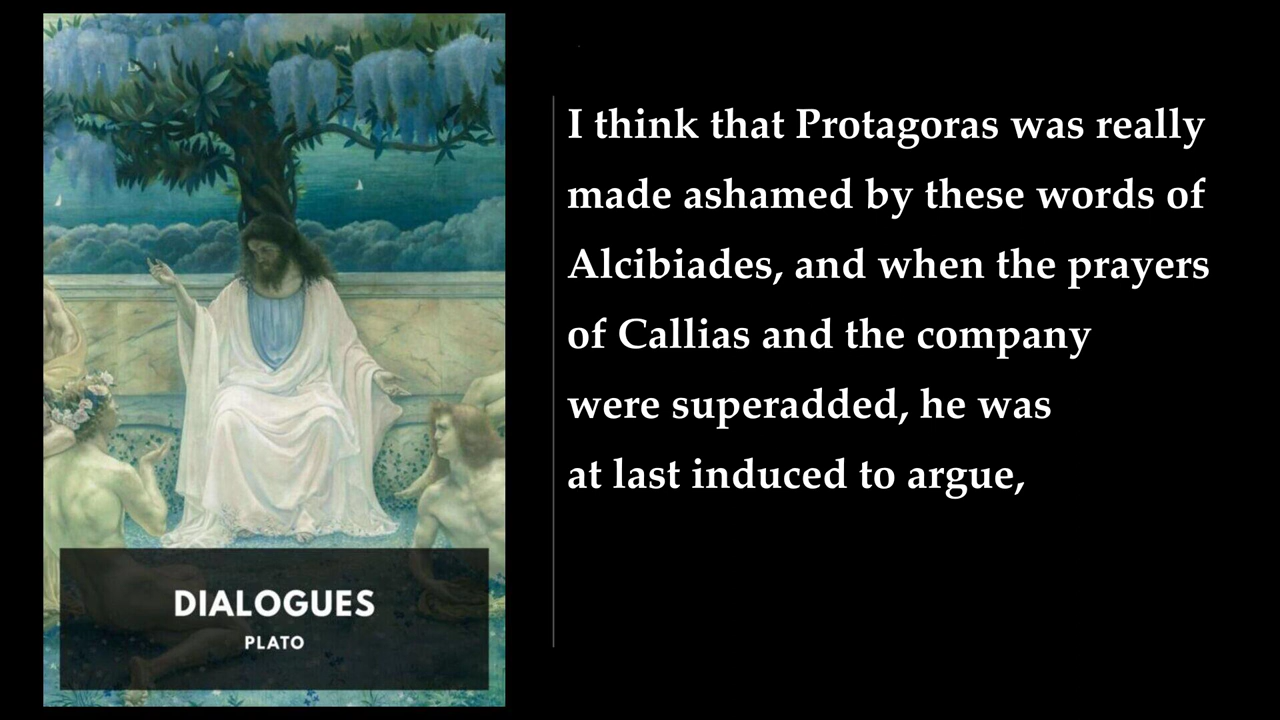 DIALOGUES
PLATO
I think that Protagoras was really
made ashamed by these words of
Alcibiades, and when the prayers
of Callias and the company
were superadded, he was
at last induced to argue,